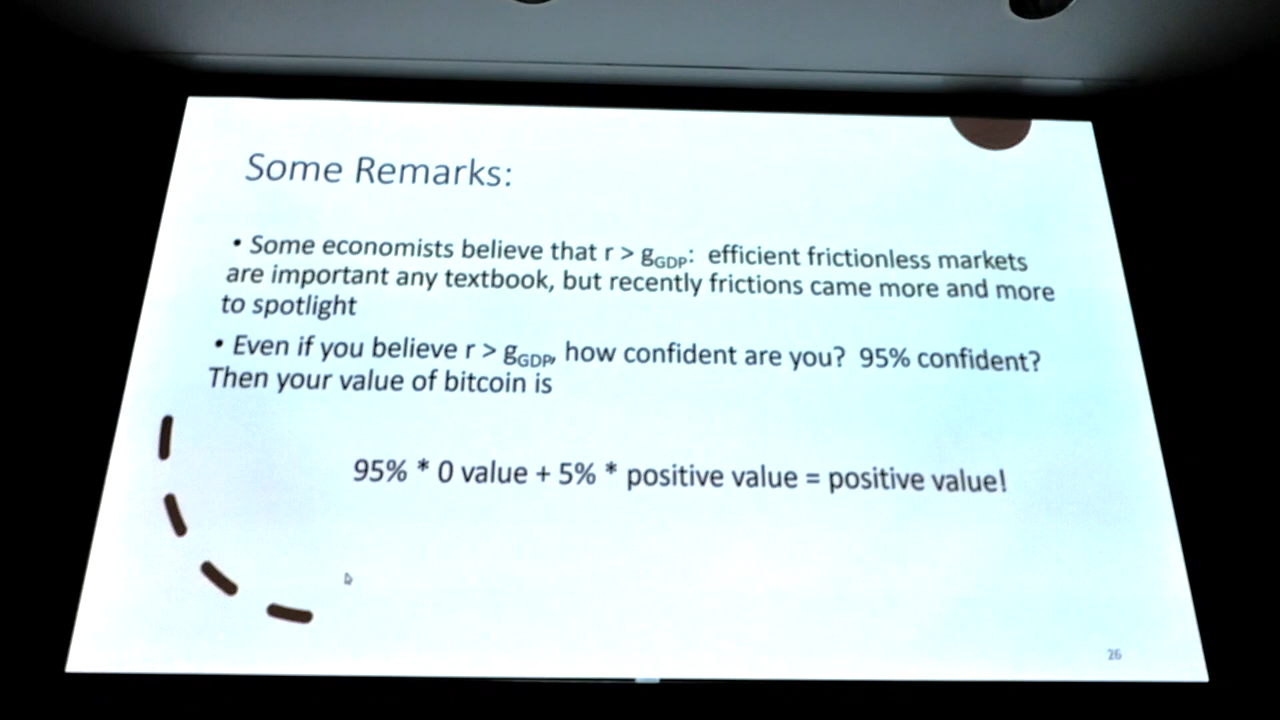 Some Remarks:
• Some economists believe that r > gGDP: efficient frictionless markets
are important any textbook, but recently frictions came more and more
to spotlight
• Even if you believe r > gGDP, how confident are you? 95% confident?
Then your value of bitcoin is
95% * 0 value + 5% * positive value = positive value!
26